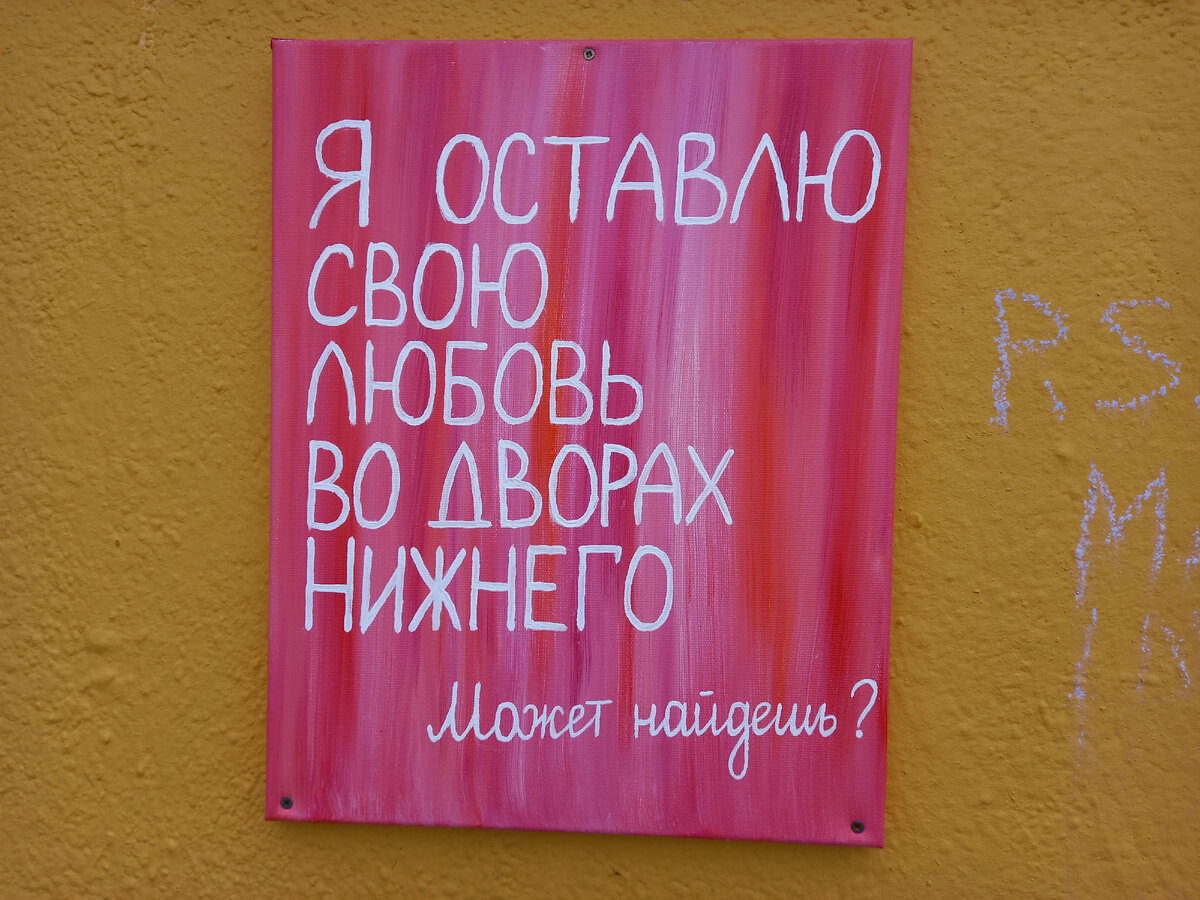 Я ОСТАВЛЮ
СВОЮ
ЛЮБОВЬ
ВО ДВОРАХ
НИЖНЕГО
Может найдешь?